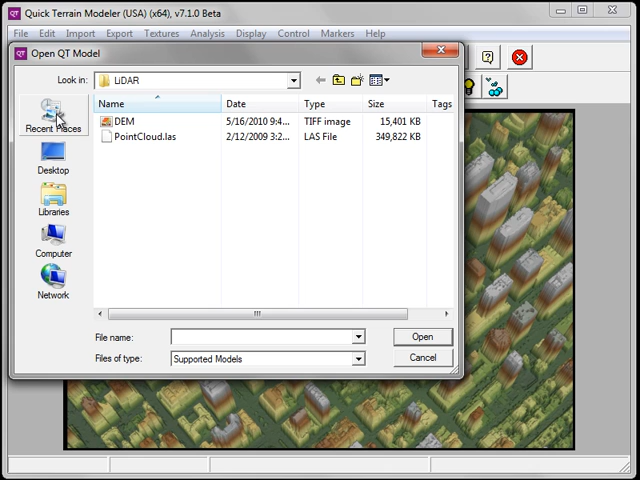 Quick Terrain Modeler (USA) (x64), v7.1.0 Beta
File Edit Import Export Textures Analysis Display Control Markers Help
QT Open QT Model
Look in: LiDAR
Name Date Type Size Tags
DEM 5/16/2010 9:4... TIFF image 15,401 KB
PointCloud.las 2/12/2009 3:2... LAS File 349,822 KB
Recent Places
Desktop
Libraries
Computer
Network
File name: Open
Files of type: Supported Models Cancel